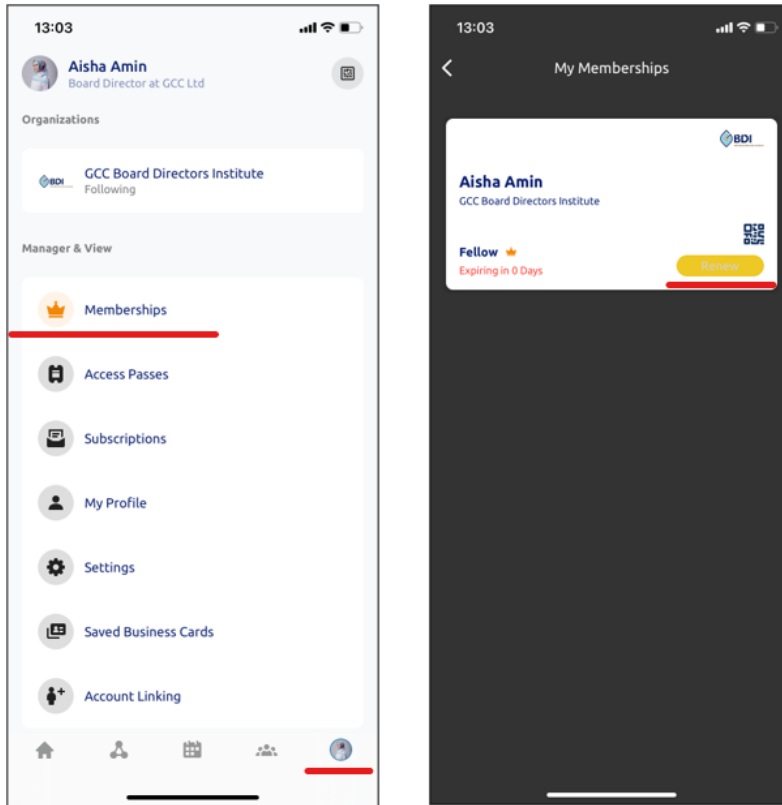 13:03
Aisha Amin
Board Director at GCC Ltd
Organizations
BDI
GCC Board Directors Institute
Following
Manager & View
Memberships
Access Passes
Subscriptions
My Profile
Settings
Saved Business Cards
Account Linking
13:03
My Memberships
BDI
Aisha Amin
GCC Board Directors Institute
Fellow
Expiring in 0 Days
Renew